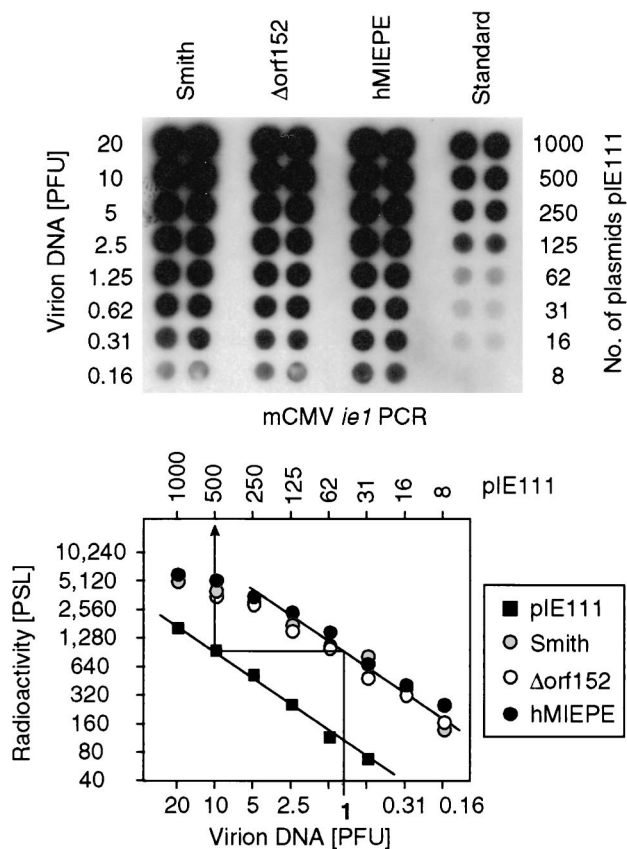 Smith
Δorf152
hMIEPE
Standard
Virion DNA [PFU]
20
10
5
2.5
1.25
0.62
0.31
0.16
1000
500
250
125
62
31
16
8
No. of plasmids pIE111
mCMV ie1 PCR
1000
500
250
125
62
31
16
8
pIE111
Radioactivity [PSL]
10,240
5,120
2,560
1,280
640
320
160
80
40
20
10
5
2.5
1
0.31
0.16
Virion DNA [PFU]
pIE111
Smith
Δorf152
hMIEPE